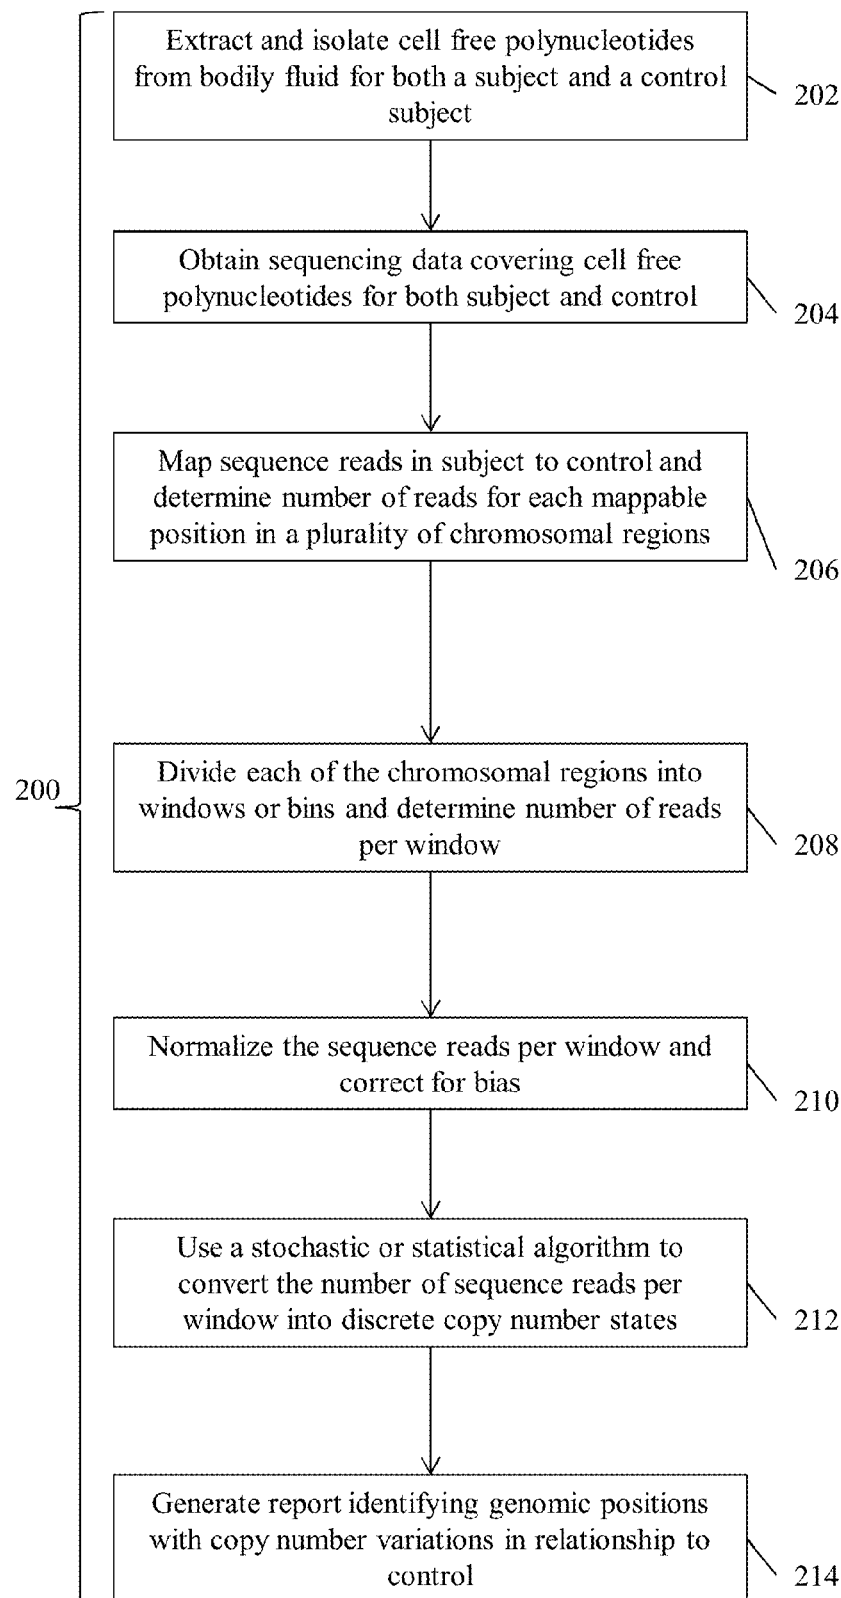 Extract and isolate cell free polynucleotides
from bodily fluid for both a subject and a control
subject
202
Obtain sequencing data covering cell free
polynucleotides for both subject and control
204
Map sequence reads in subject to control and
determine number of reads for each mappable
position in a plurality of chromosomal regions
206
200
Divide each of the chromosomal regions into
windows or bins and determine number of reads
per window
208
Normalize the sequence reads per window and
correct for bias
210
Use a stochastic or statistical algorithm to
convert the number of sequence reads per
window into discrete copy number states
212
Generate report identifying genomic positions
with copy number variations in relationship to
control
214